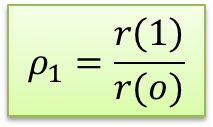 ρ₁ = r(1) / r(o)